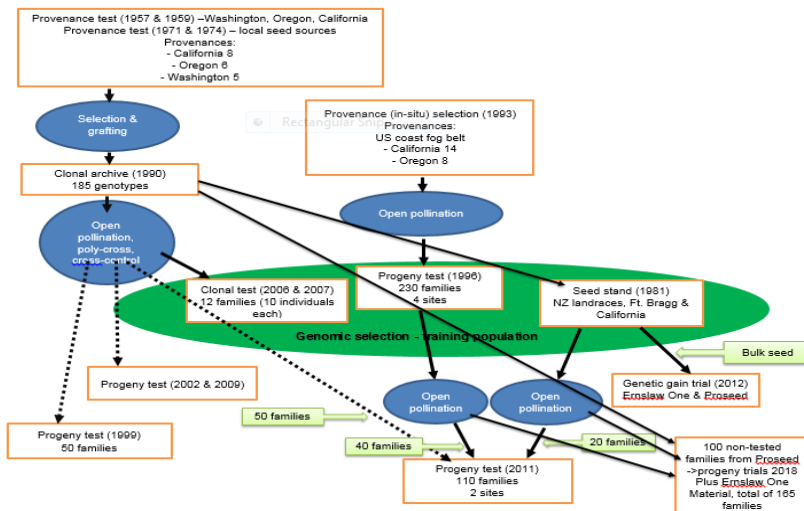 Provenance test (1957 & 1959) –Washington, Oregon, California
Provenance test (1971 & 1974) – local seed sources
Provenances:
- California 8
- Oregon 6
- Washington 5
Selection &
grafting
Rectangular Snip
Provenance (in-situ) selection (1993)
Provenances:
US coast fog belt
- California 14
- Oregon 8
Clonal archive (1990)
185 genotypes
Open
pollination,
poly-cross,
cross-control
Open pollination
Clonal test (2006 & 2007)
12 families (10 individuals
each)
Progeny test (1996)
230 families
4 sites
Seed stand (1981)
NZ landraces, Ft. Bragg &
California
Genomic selection - training population
Bulk seed
Progeny test (2002 & 2009)
Open
pollination
Open
pollination
Genetic gain trial (2012)
Ernslaw One & Proseed
50 families
Progeny test (1999)
50 families
40 families
20 families
Progeny test (2011)
110 families
2 sites
100 non-tested
families from Proseed
->progeny trials 2018
Plus Ernslaw One
Material, total of 165
families